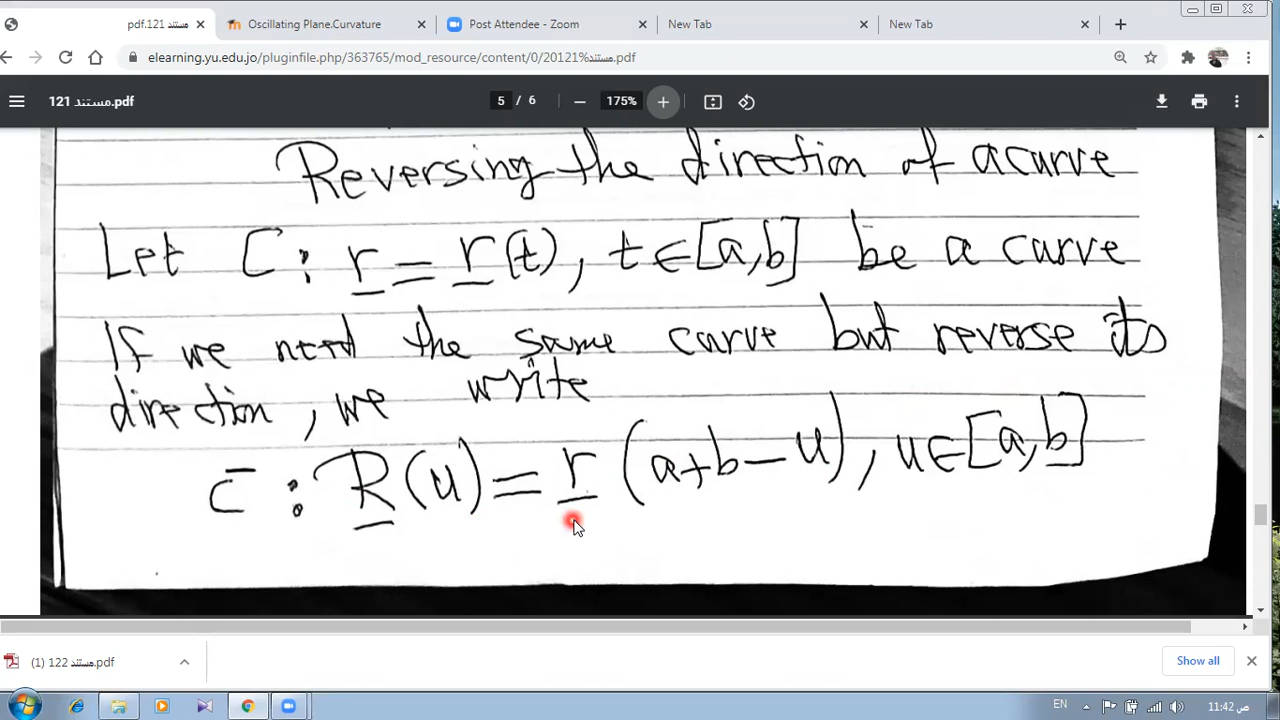 مستند 121.pdf
Oscillating Plane.Curvature
Post Attendee - Zoom
New Tab
New Tab
elearning.yu.edu.jo/pluginfile.php/363765/mod_resource/content/0/20121%مستند.pdf
مستند 121.pdf
5 / 6
175%
Reversing the direction of a curve
Let C: r = r(t), t∈[a,b] be a curve
If we need the same curve but reverse its
direction, we write
C̄ : R(u) = r(a+b-u), u∈[a,b]
مستند 122 (1).pdf
Show all
EN
11:42 ص